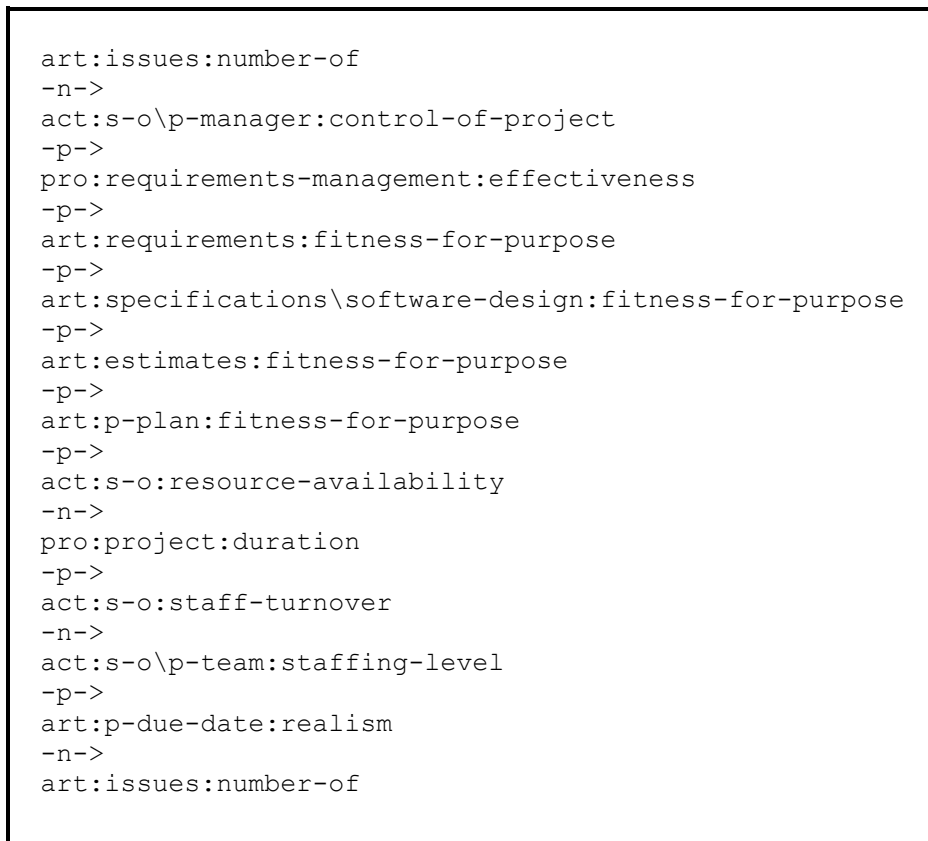 art:issues:number-of
-n->
act:s-o\p-manager:control-of-project
-p->
pro:requirements-management:effectiveness
-p->
art:requirements:fitness-for-purpose
-p->
art:specifications\software-design:fitness-for-purpose
-p->
art:estimates:fitness-for-purpose
-p->
art:p-plan:fitness-for-purpose
-p->
act:s-o:resource-availability
-n->
pro:project:duration
-p->
act:s-o:staff-turnover
-n->
act:s-o\p-team:staffing-level
-p->
art:p-due-date:realism
-n->
art:issues:number-of